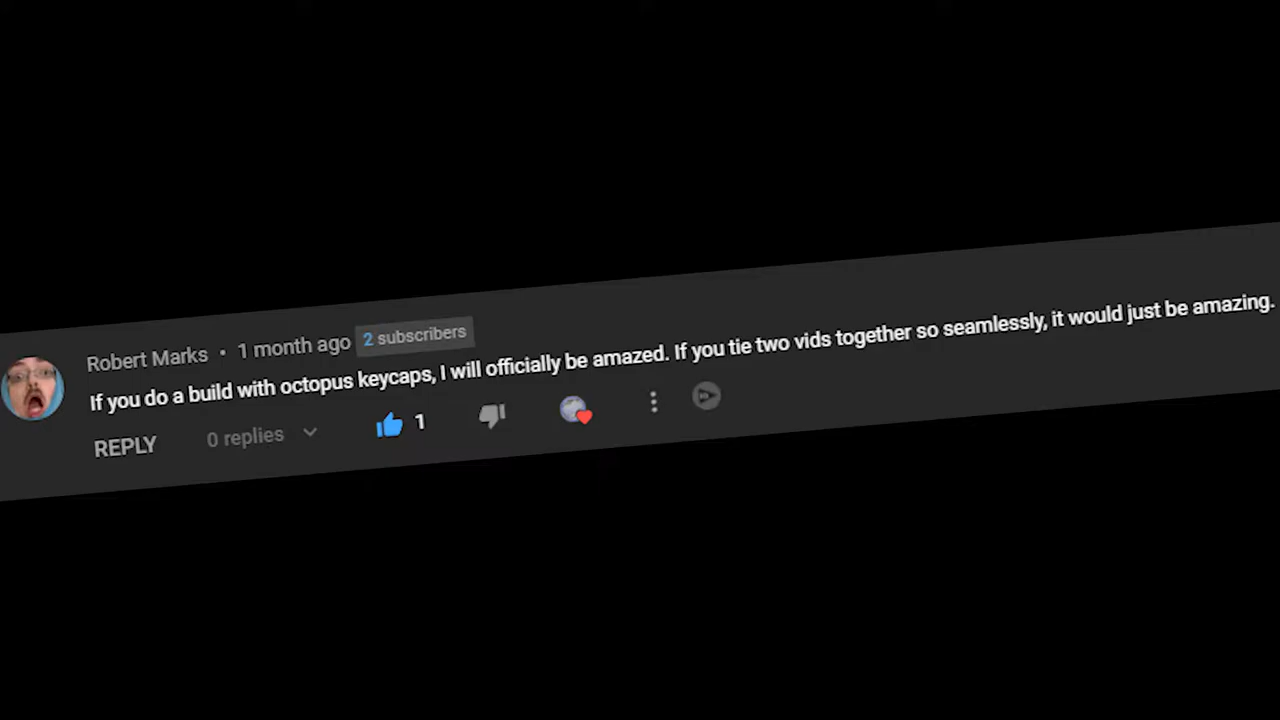 Robert Marks • 1 month ago 2 subscribers
If you do a build with octopus keycaps, I will officially be amazed. If you tie two vids together so seamlessly, it would just be amazing.
REPLY 0 replies 1